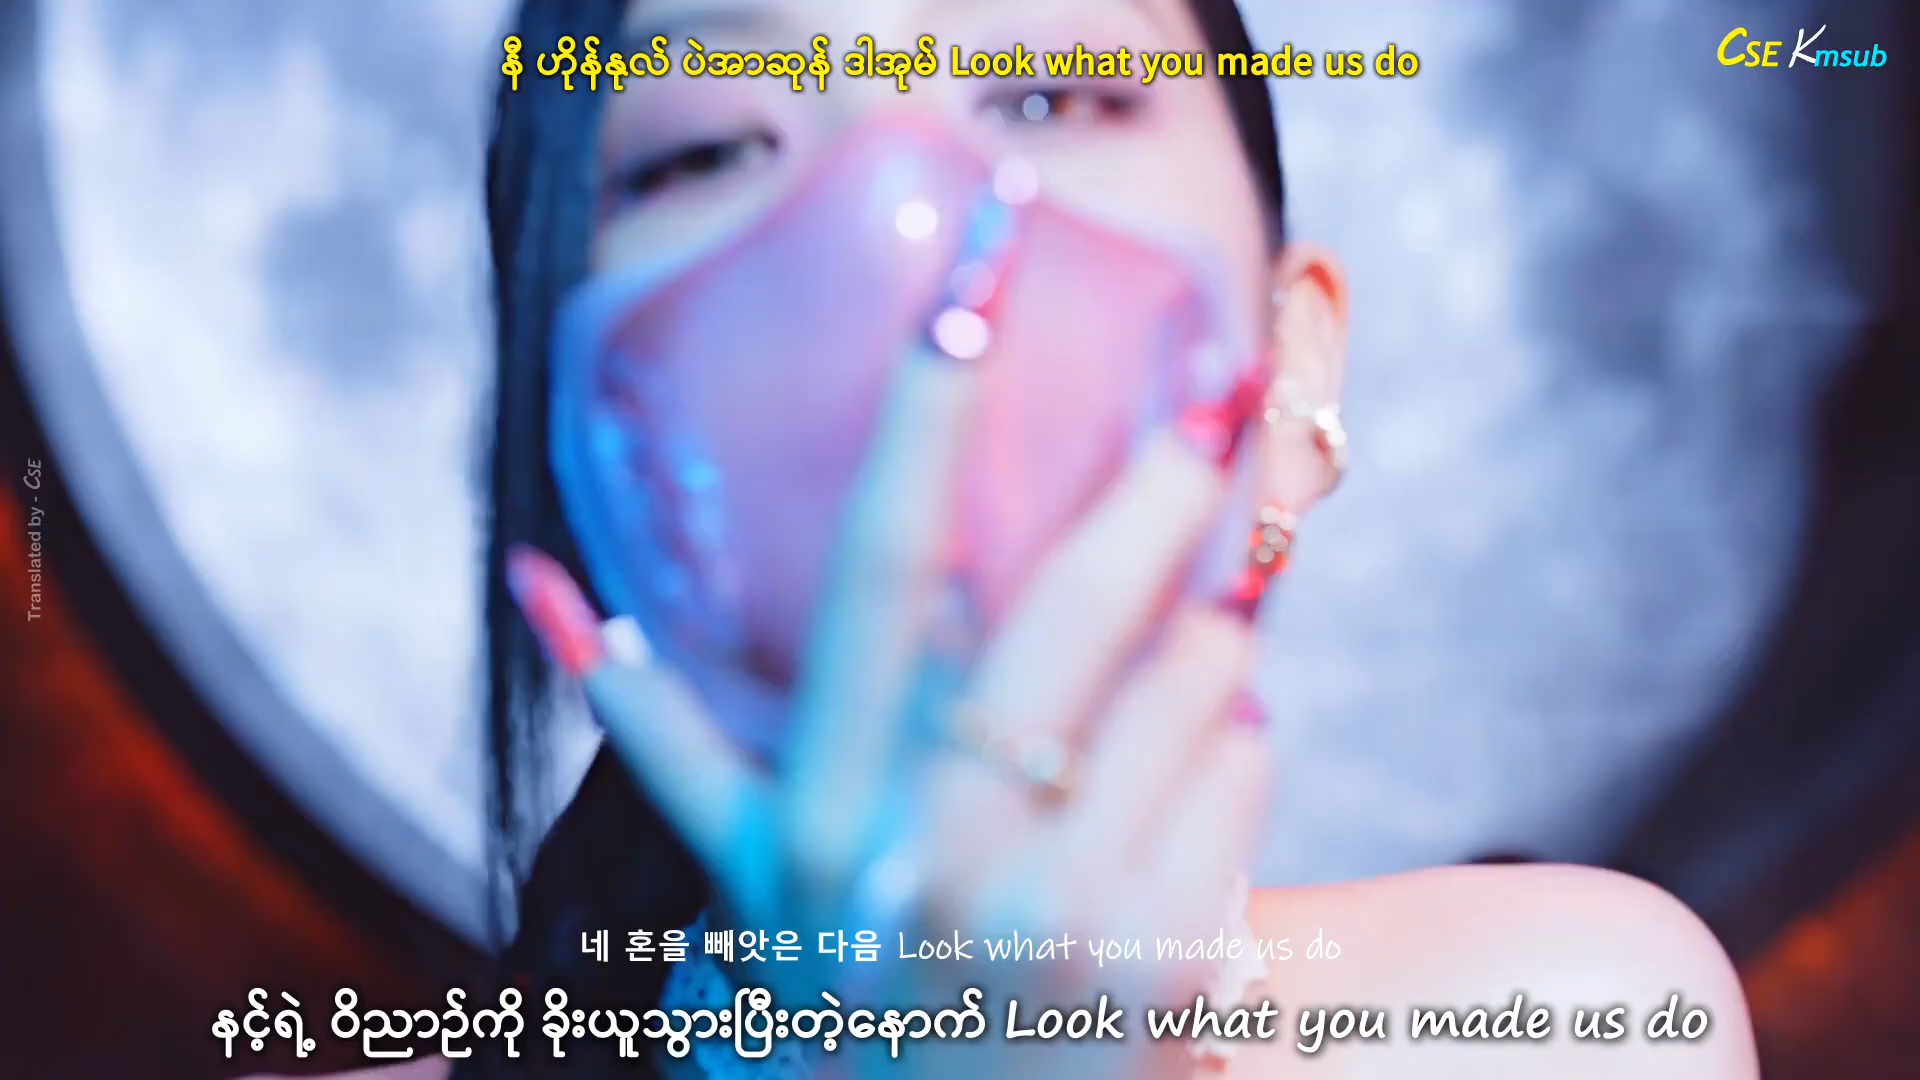 နီ ဟိုန်နုလ် ပဲအာဆုန် ဒါအုမ် Look what you made us do
CSE Kmsub
Translated by - CSE
네 혼을 빼앗은 다음 Look what you made us do
နင့်ရဲ့ ဝိညာဉ်ကို ခိုးယူသွားပြီးတဲ့နောက် Look what you made us do